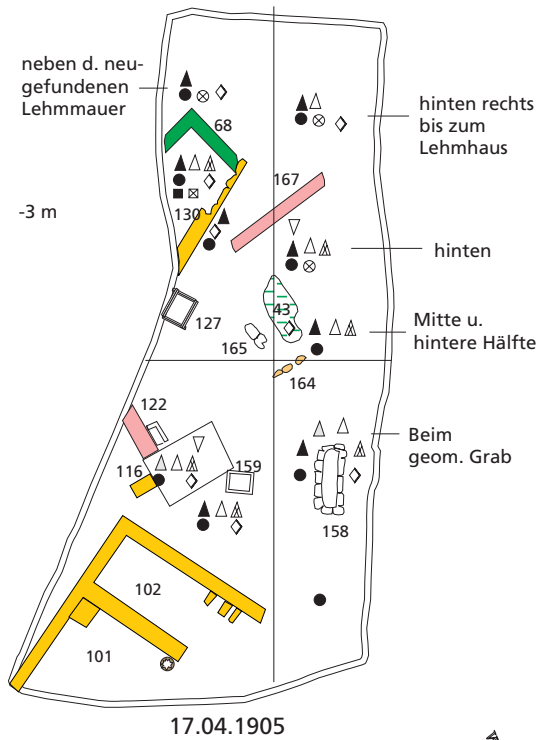 neben d. neu-
gefundenen
Lehmmauer
68
hinten rechts
bis zum
Lehmhaus
167
-3 m
130
hinten
43
127
165
Mitte u.
hintere Hälfte
164
122
Beim
geom. Grab
116
159
158
102
101
17.04.1905